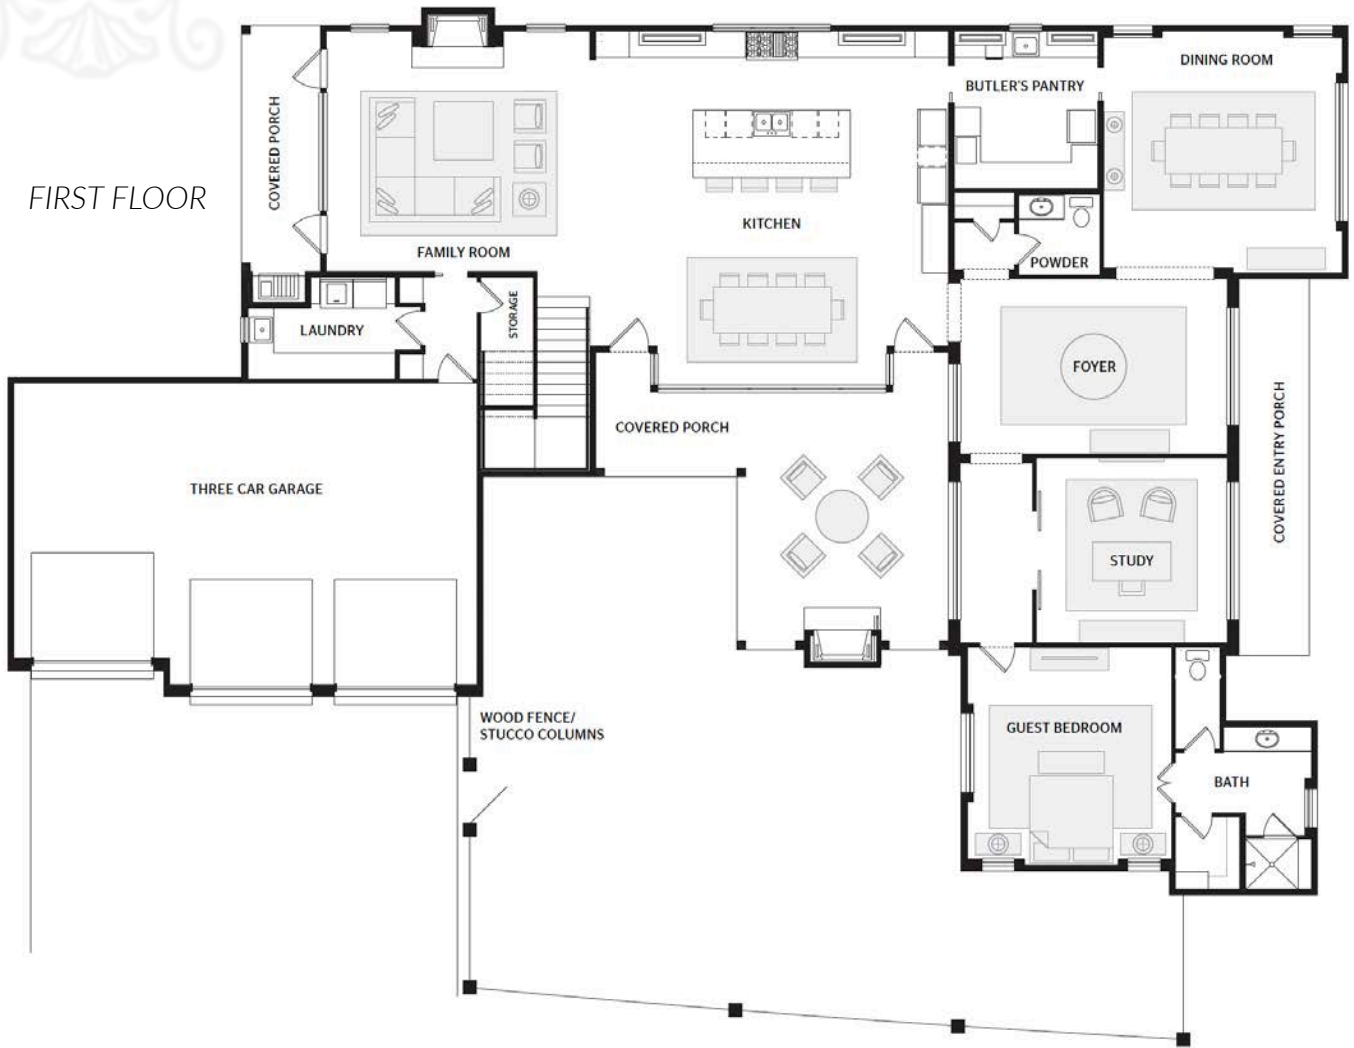 FIRST FLOOR
COVERED PORCH
FAMILY ROOM
KITCHEN
BUTLER'S PANTRY
DINING ROOM
POWDER
LAUNDRY
STORAGE
FOYER
COVERED ENTRY PORCH
COVERED PORCH
THREE CAR GARAGE
STUDY
WOOD FENCE/
STUCCO COLUMNS
GUEST BEDROOM
BATH